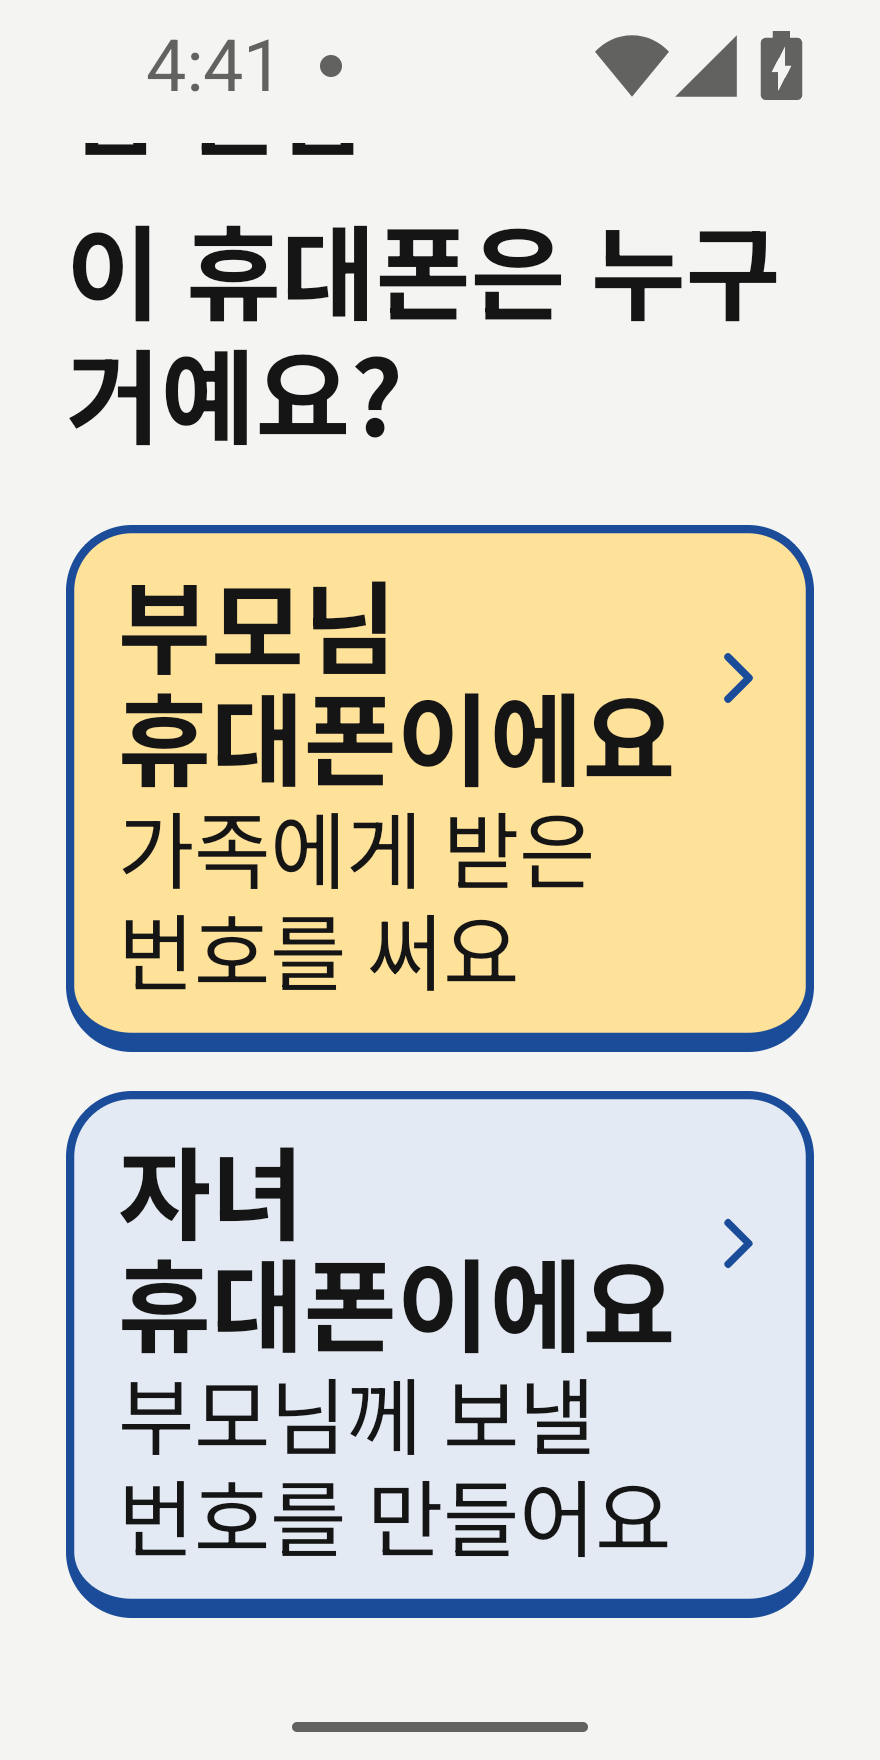 4:41
이 휴대폰은 누구
거예요?
부모님
휴대폰이에요
가족에게 받은
번호를 써요
자녀
휴대폰이에요
부모님께 보낼
번호를 만들어요